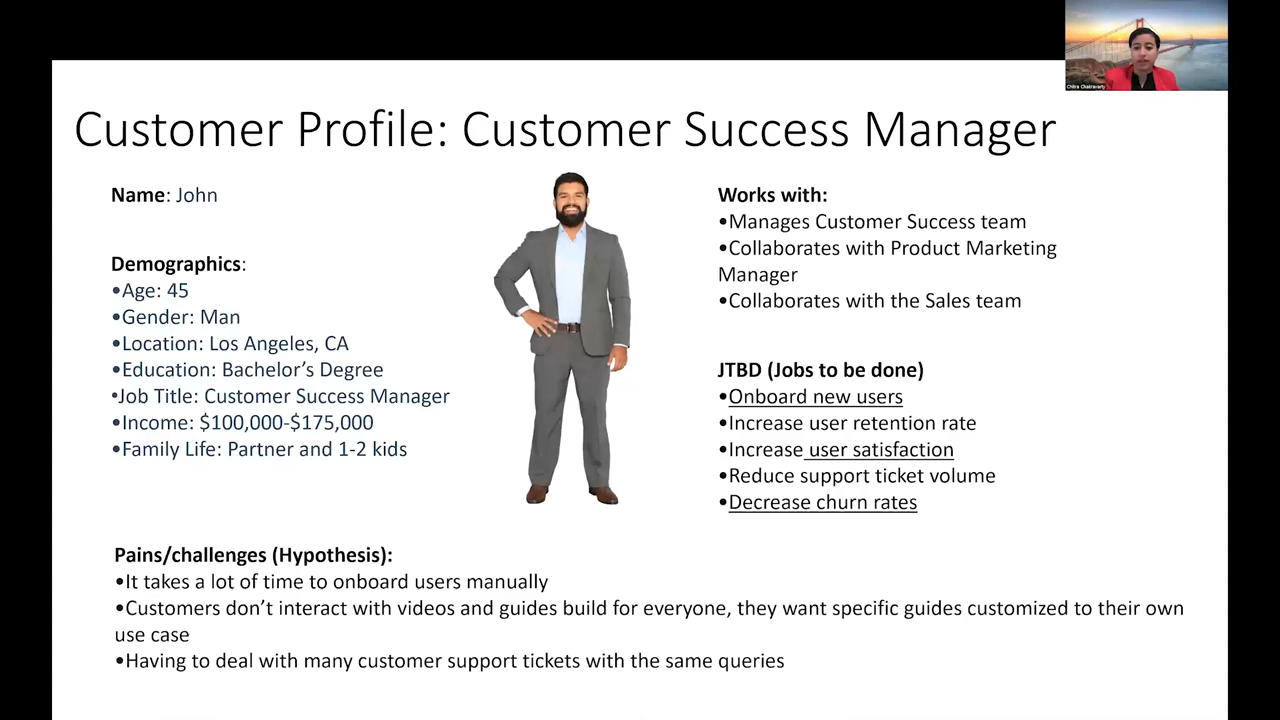 Chitra Chakravarty
Customer Profile: Customer Success Manager
Name: John
Demographics:
•Age: 45
•Gender: Man
•Location: Los Angeles, CA
•Education: Bachelor’s Degree
•Job Title: Customer Success Manager
•Income: $100,000-$175,000
•Family Life: Partner and 1-2 kids
Works with:
•Manages Customer Success team
•Collaborates with Product Marketing
Manager
•Collaborates with the Sales team
JTBD (Jobs to be done)
•Onboard new users
•Increase user retention rate
•Increase user satisfaction
•Reduce support ticket volume
•Decrease churn rates
Pains/challenges (Hypothesis):
•It takes a lot of time to onboard users manually
•Customers don’t interact with videos and guides build for everyone, they want specific guides customized to their own
use case
•Having to deal with many customer support tickets with the same queries